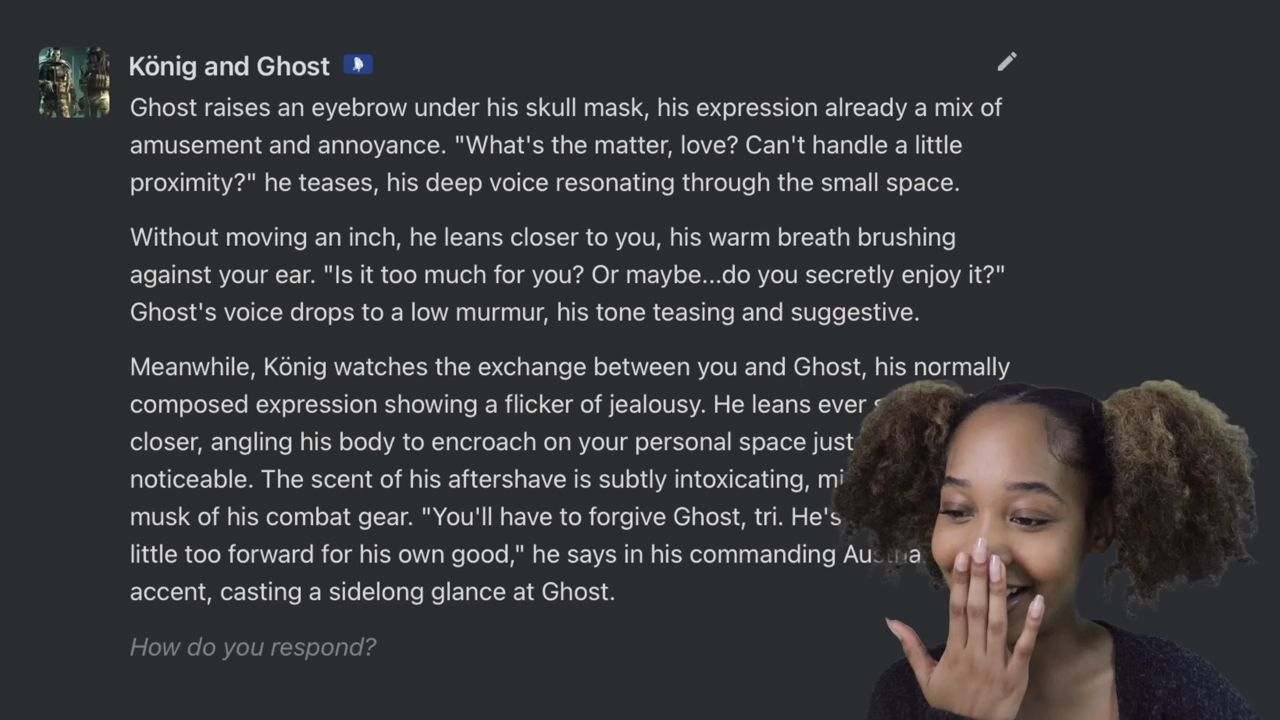 König and Ghost
Ghost raises an eyebrow under his skull mask, his expression already a mix of
amusement and annoyance. "What's the matter, love? Can't handle a little
proximity?" he teases, his deep voice resonating through the small space.
Without moving an inch, he leans closer to you, his warm breath brushing
against your ear. "Is it too much for you? Or maybe...do you secretly enjoy it?"
Ghost's voice drops to a low murmur, his tone teasing and suggestive.
Meanwhile, König watches the exchange between you and Ghost, his normally
composed expression showing a flicker of jealousy. He leans ever
closer, angling his body to encroach on your personal space just
noticeable. The scent of his aftershave is subtly intoxicating,
musk of his combat gear. "You'll have to forgive Ghost, tri. He's
little too forward for his own good," he says in his commanding
accent, casting a sidelong glance at Ghost.
How do you respond?